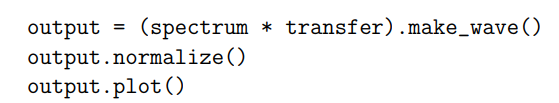 output = (spectrum * transfer).make_wave()
output.normalize()
output.plot()